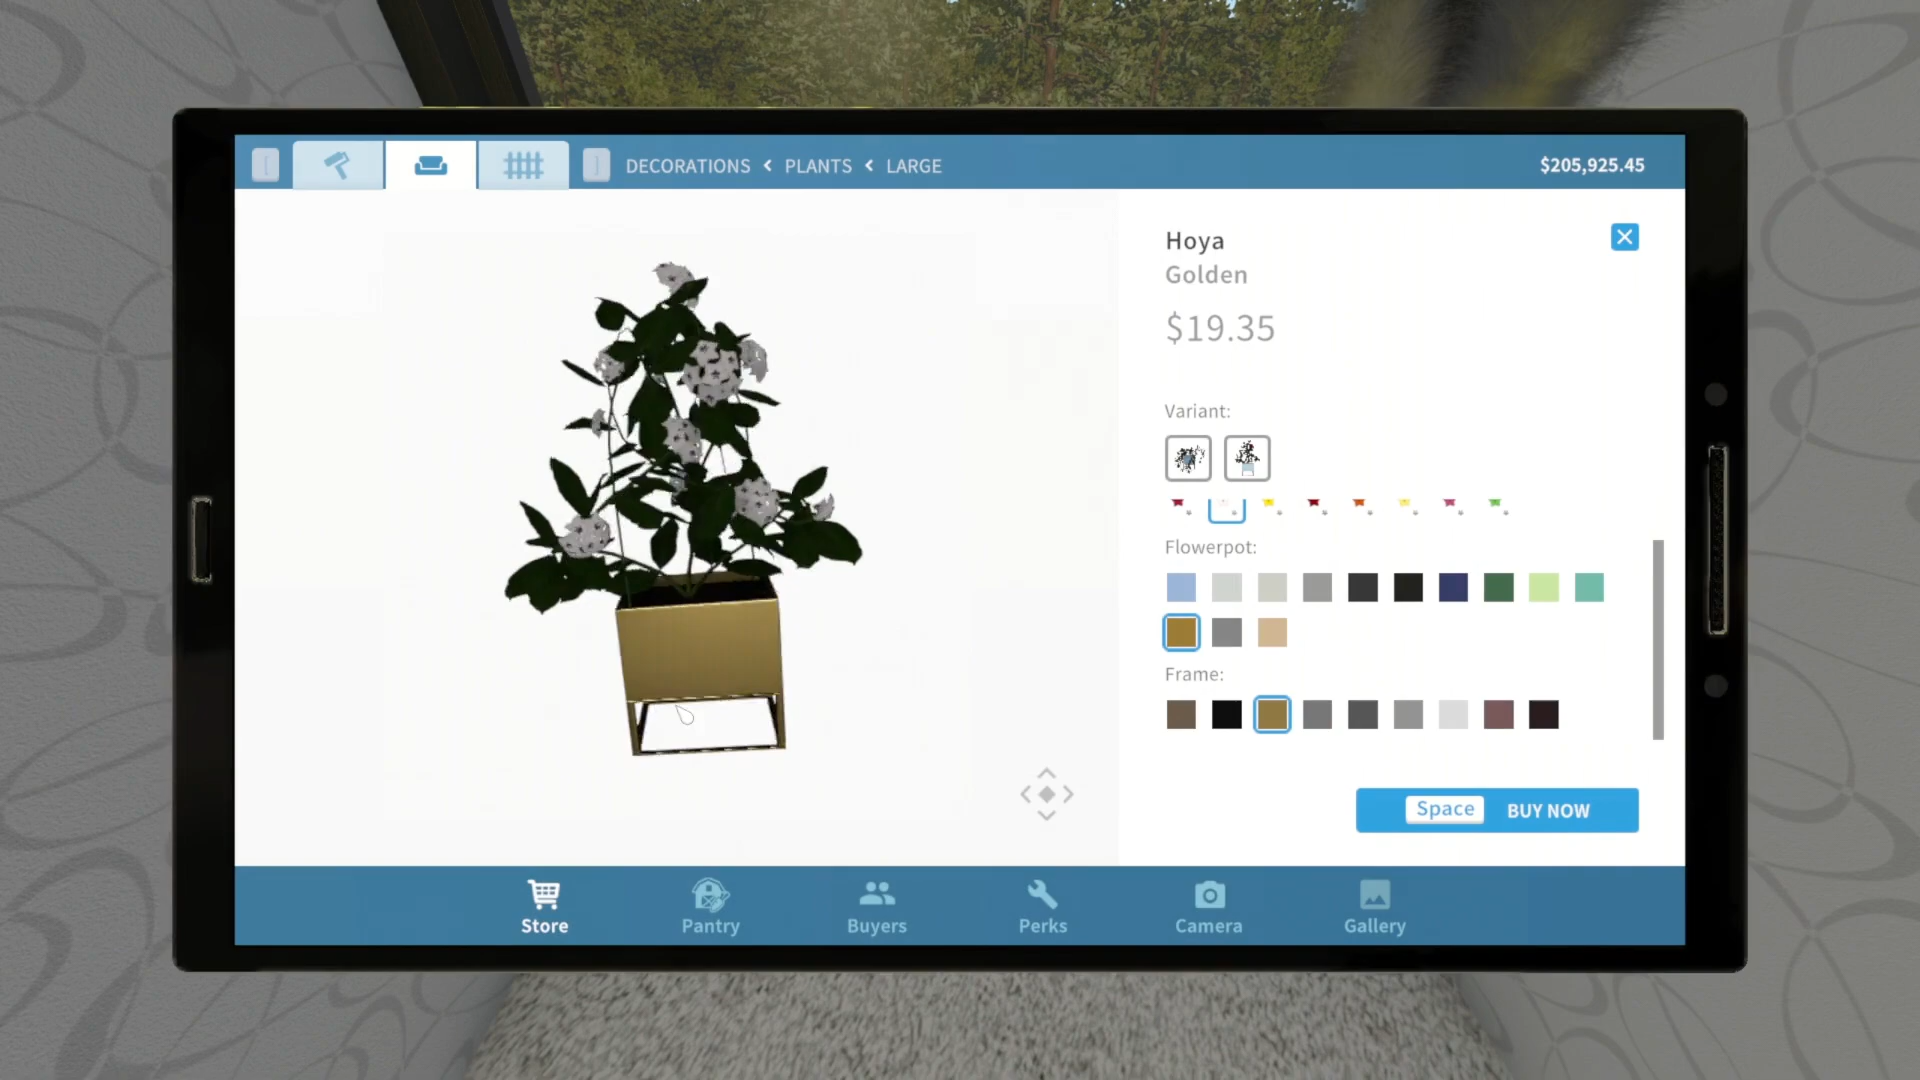 DECORATIONS < PLANTS < LARGE
$205,925.45
Hoya
Golden
$19.35
Variant:
Flowerpot:
Frame:
Space BUY NOW
Store Pantry Buyers Perks Camera Gallery